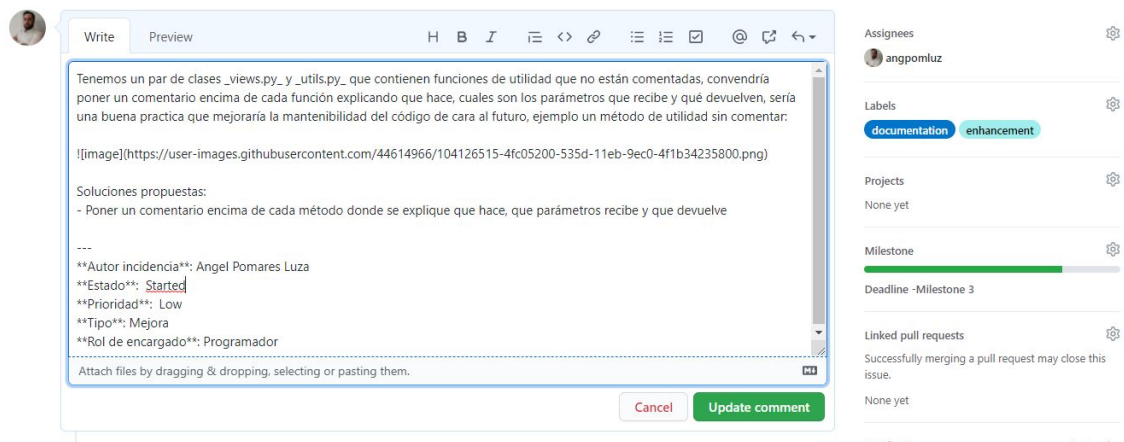 Write
Preview
Tenemos un par de clases _views.py_ y _utils.py_ que contienen funciones de utilidad que no están comentadas, convendría
poner un comentario encima de cada función explicando que hace, cuales son los parámetros que recibe y qué devuelven, sería
una buena practica que mejoraría la mantenibilidad del código de cara al futuro, ejemplo un método de utilidad sin comentar:
![image](https://user-images.githubusercontent.com/44614966/104126515-4fc05200-535d-11eb-9ec0-4f1b34235800.png)
Soluciones propuestas:
- Poner un comentario encima de cada método donde se explique que hace, que parámetros recibe y que devuelve
---
**Autor incidencia**: Angel Pomares Luza
**Estado**:  Started
**Prioridad**:  Low
**Tipo**: Mejora
**Rol de encargado**: Programador
Attach files by dragging & dropping, selecting or pasting them.
Cancel
Update comment
Assignees
angpomluz
Labels
documentation
enhancement
Projects
None yet
Milestone
Deadline -Milestone 3
Linked pull requests
Successfully merging a pull request may close this
issue.
None yet